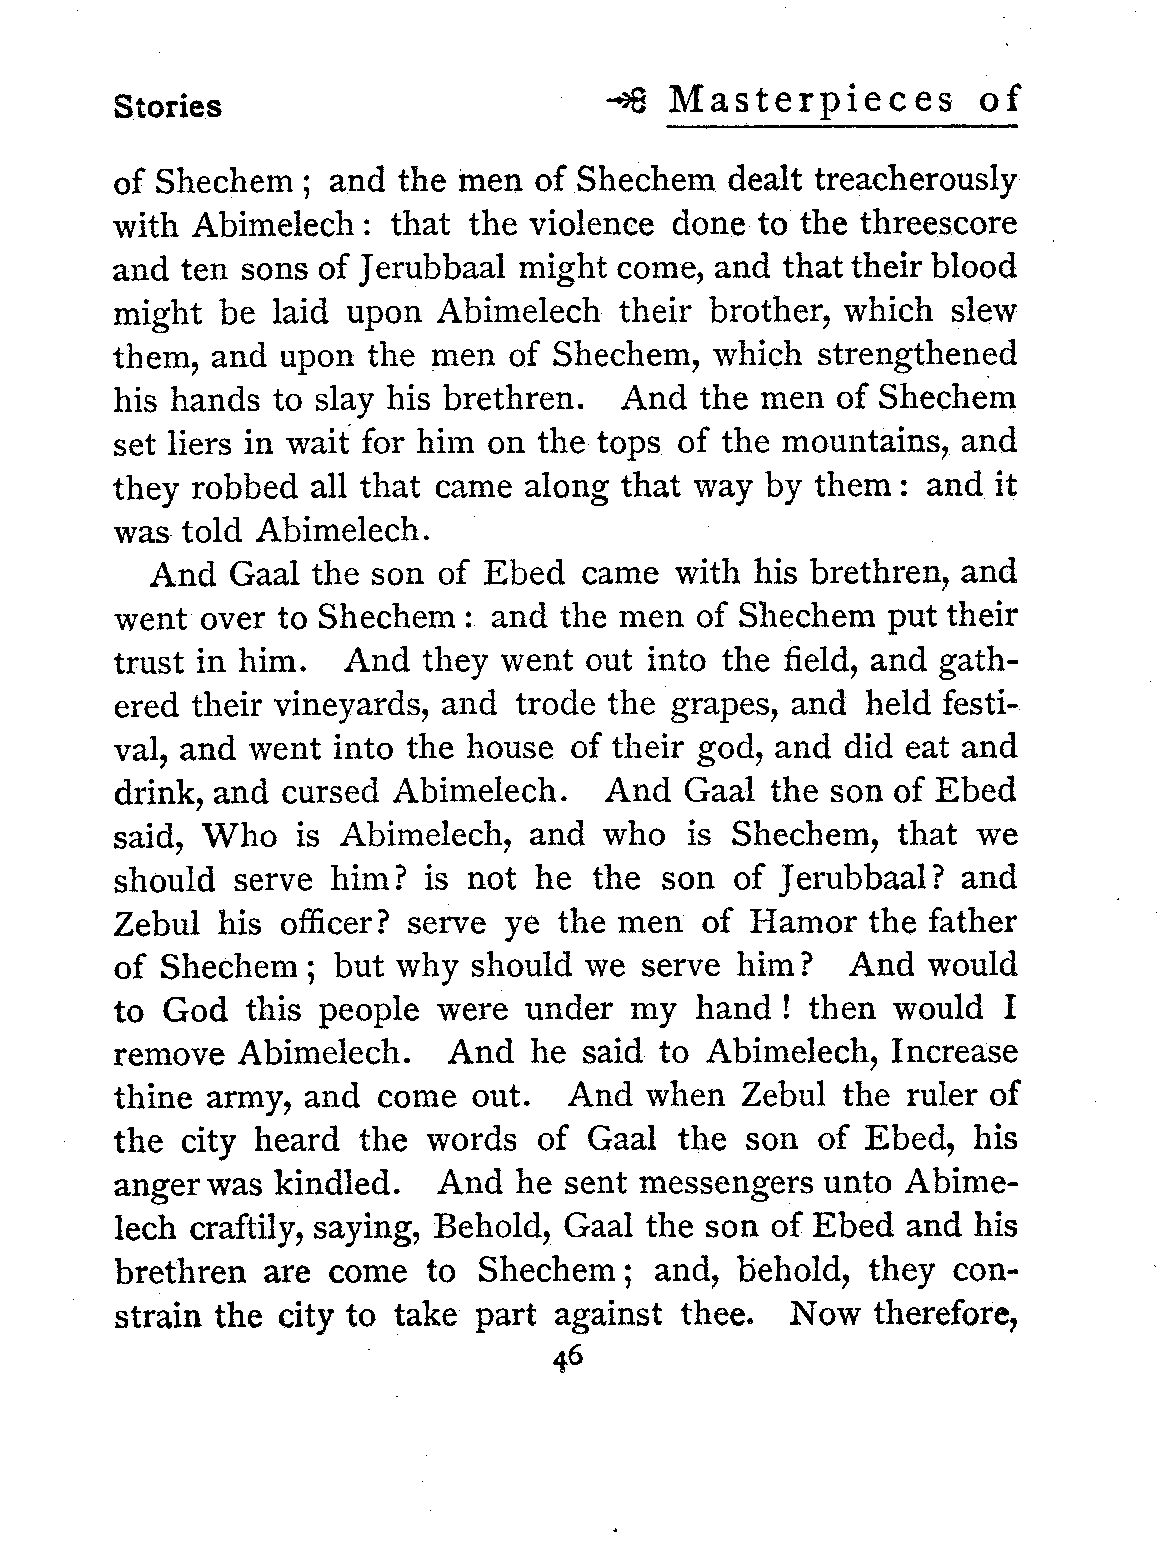 Stories Masterpieces of
of Shechem ; and the men of Shechem dealt treacherously
with Abimelech : that the violence done to the threescore
and ten sons of Jerubbaal might come, and that their blood
might be laid upon Abimelech their brother, which slew
them, and upon the men of Shechem, which strengthened
his hands to slay his brethren. And the men of Shechem
set liers in wait for him on the tops of the mountains, and
they robbed all that came along that way by them : and it
was told Abimelech.
And Gaal the son of Ebed came with his brethren, and
went over to Shechem : and the men of Shechem put their
trust in him. And they went out into the field, and gath-
ered their vineyards, and trode the grapes, and held festi-
val, and went into the house of their god, and did eat and
drink, and cursed Abimelech. And Gaal the son of Ebed
said, Who is Abimelech, and who is Shechem, that we
should serve him? is not he the son of Jerubbaal? and
Zebul his officer? serve ye the men of Hamor the father
of Shechem ; but why should we serve him? And would
to God this people were under my hand ! then would I
remove Abimelech. And he said to Abimelech, Increase
thine army, and come out. And when Zebul the ruler of
the city heard the words of Gaal the son of Ebed, his
anger was kindled. And he sent messengers unto Abime-
lech craftily, saying, Behold, Gaal the son of Ebed and his
brethren are come to Shechem ; and, behold, they con-
strain the city to take part against thee. Now therefore,
46